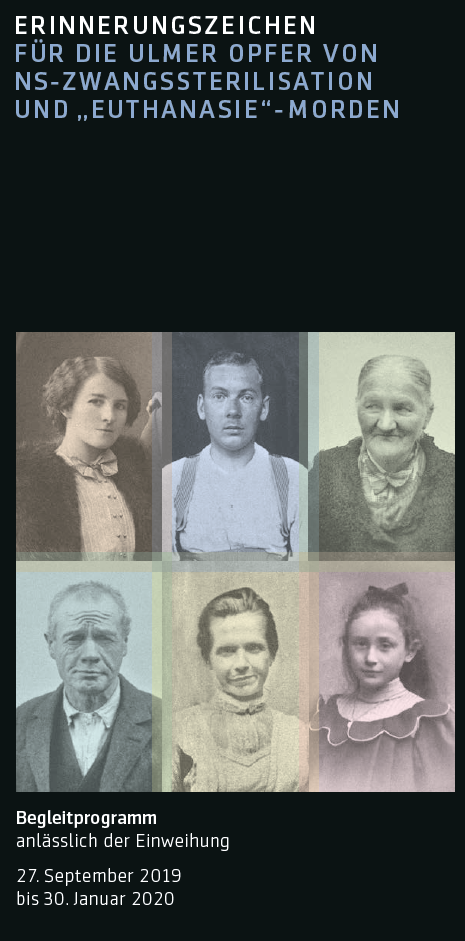 ERINNERUNGSZEICHEN
FÜR DIE ULMER OPFER VON
NS-ZWANGSSTERILISATION
UND „EUTHANASIE“-MORDEN
Begleitprogramm
anlässlich der Einweihung
27. September 2019
bis 30. Januar 2020